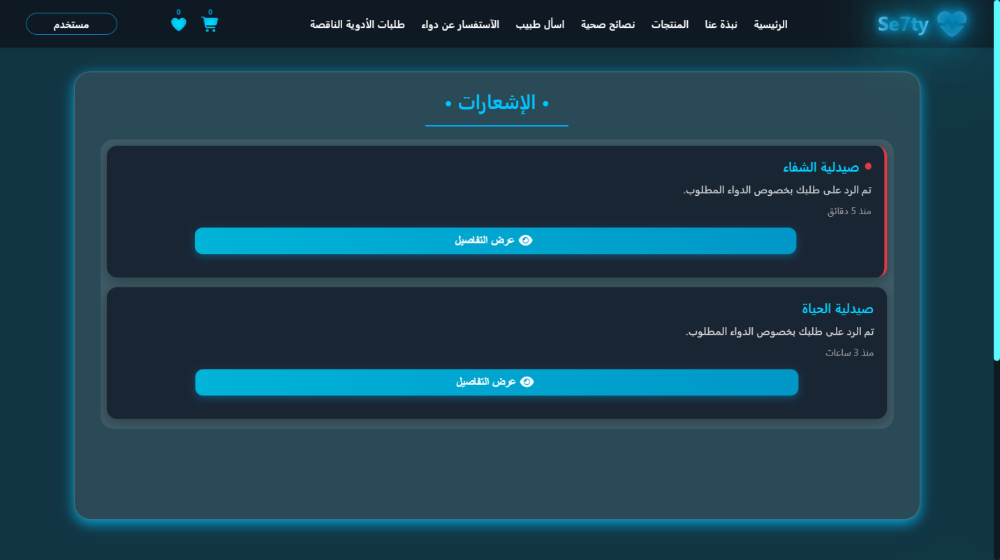 Se7ty
الرئيسية
نبذة عنا
المنتجات
نصائح صحية
اسأل طبيب
الآستفسار عن دواء
طلبات الأدوية الناقصة
0
0
مستخدم
• الإشعارات •
صيدلية الشفاء
تم الرد على طلبك بخصوص الدواء المطلوب.
منذ 5 دقائق
عرض التفاصيل
صيدلية الحياة
تم الرد على طلبك بخصوص الدواء المطلوب.
منذ 3 ساعات
عرض التفاصيل